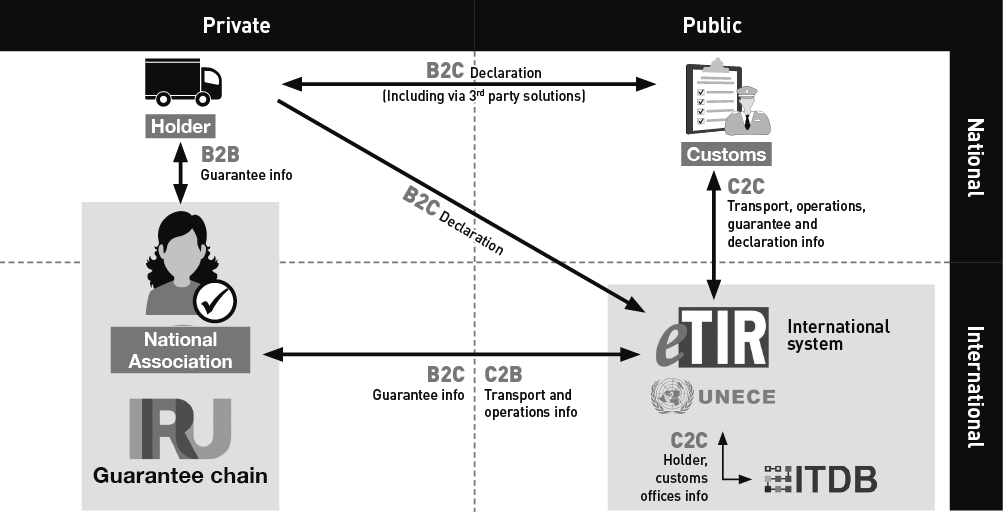 Private
Public
National
International
B2C Declaration
(Including via 3rd party solutions)
Holder
Customs
B2B
Guarantee info
B2C Declaration
C2C
Transport, operations,
guarantee and
declaration info
National
Association
IRU
Guarantee chain
B2C
Guarantee info
C2B
Transport and
operations info
eTIR
International
system
UNECE
C2C
Holder,
customs
offices info
ITDB